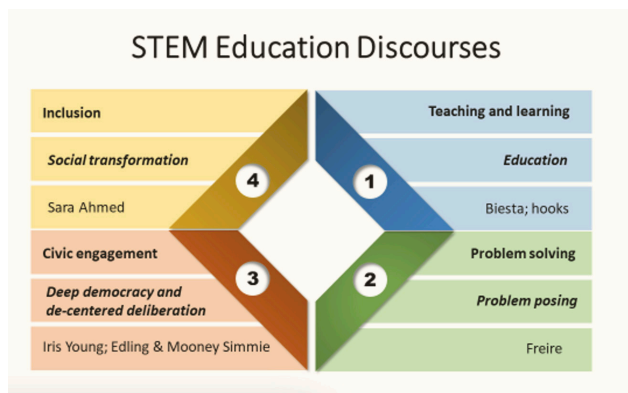 STEM Education Discourses
Teaching and learning
Education
Biesta; hooks
1
Problem solving
Problem posing
Freire
2
Civic engagement
Deep democracy and
de-centered deliberation
Iris Young; Edling & Mooney Simmie
3
Inclusion
Social transformation
Sara Ahmed
4